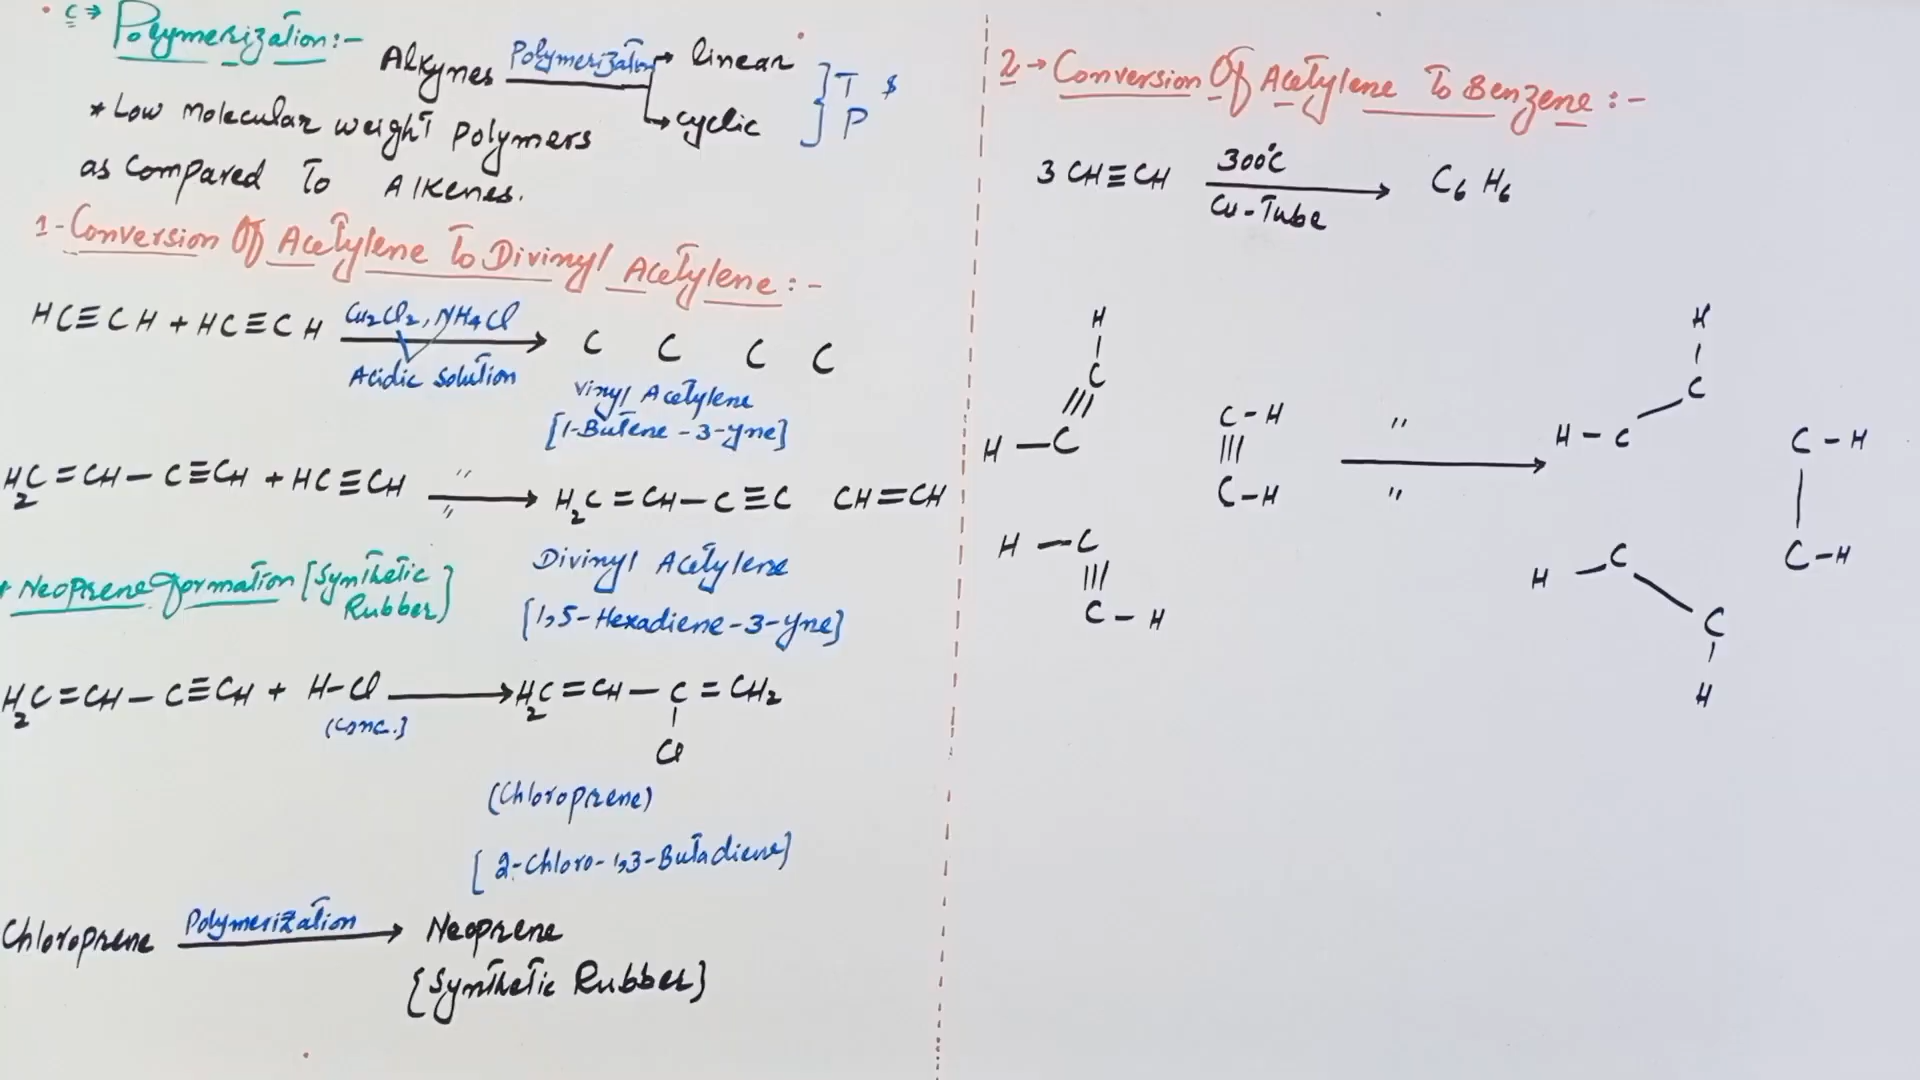 C⇒ Polymerization:-
Alkynes Polymerization → linear
→ cyclic } T $
P
* Low Molecular weight Polymers
as Compared To Alkenes.
1-Conversion Of Acetylene To Divinyl Acetylene:-
HC≡CH + HC≡CH Cu2Cl2, NH4Cl
Acidic Solution
→ C C C C
Vinyl Acetylene
[1-Butene-3-yne]
H2C=CH-C≡CH + HC≡CH " " → H2C=CH-C≡C CH=CH
Divinyl Acetylene
[1,5-Hexadiene-3-yne]
* Neoprene formation [Synthetic
Rubber]
H2C=CH-C≡CH + H-Cl → H2C=CH-C=CH2
(Conc.)
Cl
(Chloroprene)
[2-Chloro-1,3-Butadiene]
Chloroprene Polymerization → Neoprene
{Synthetic Rubber}
2→ Conversion Of Acetylene To Benzene:-
3 CH≡CH 300°C → C6H6
Cu-Tube
H
C
H-C
C-H
C-H
H-C
C-H
" "
H
C
H-C
C-H
C-H
H-C
C
H